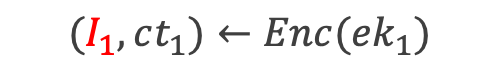 (I₁, ct₁) ← Enc(ek₁)